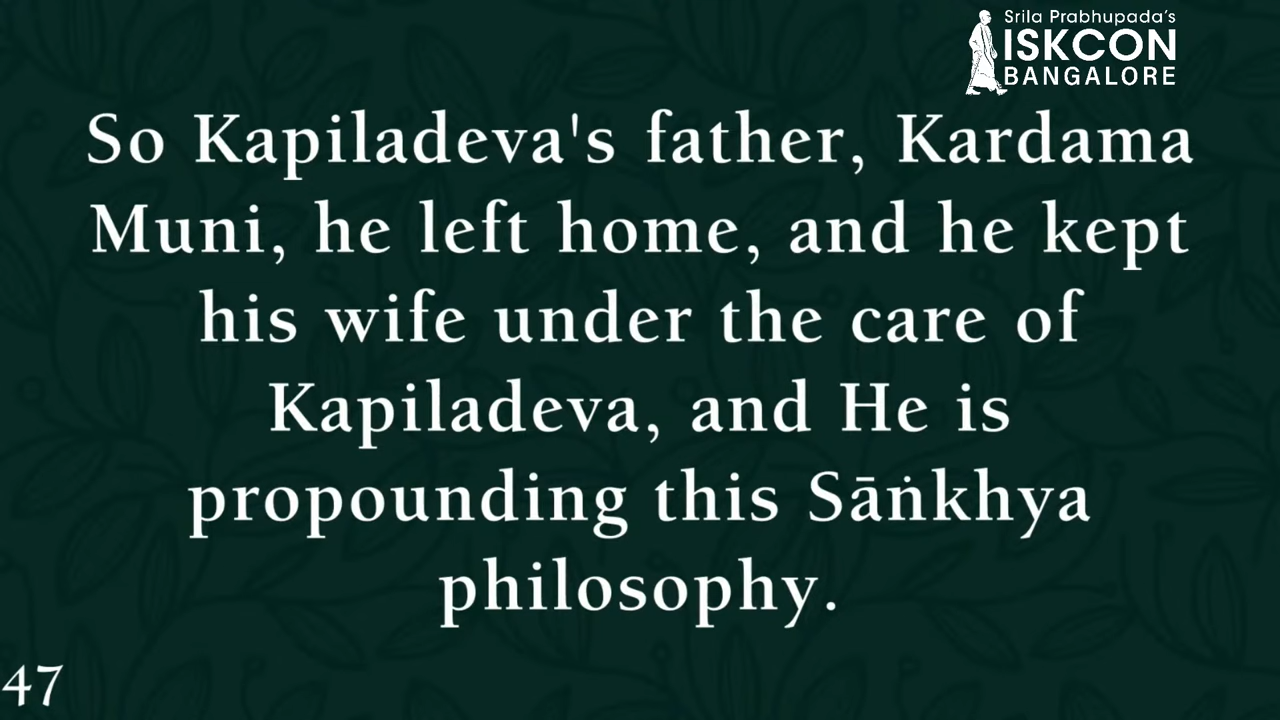 Srila Prabhupada's
ISKCON
BANGALORE
So Kapiladeva's father, Kardama
Muni, he left home, and he kept
his wife under the care of
Kapiladeva, and He is
propounding this Sāṅkhya
philosophy.
47